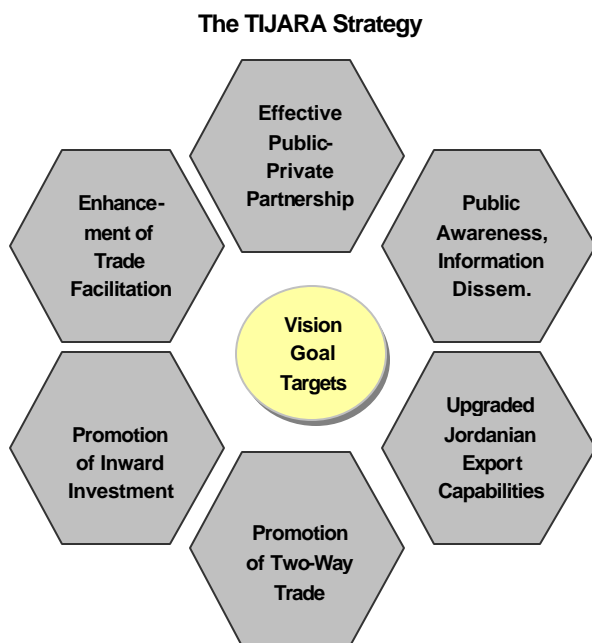 The TIJARA Strategy
Effective
Public-
Private
Partnership
Public
Awareness,
Information
Dissem.
Upgraded
Jordanian
Export
Capabilities
Promotion
of Two-Way
Trade
Promotion
of Inward
Investment
Enhance-
ment of
Trade
Facilitation
Vision
Goal
Targets